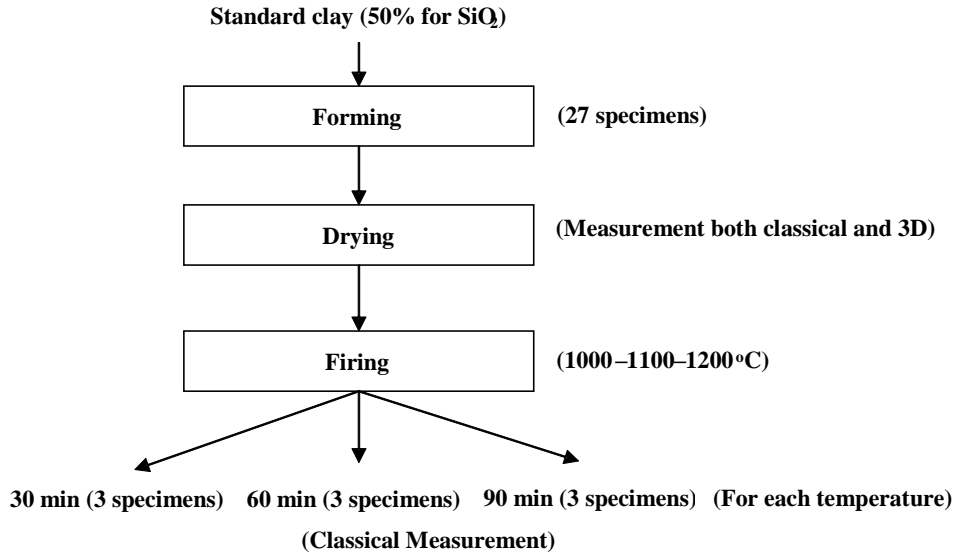 Standard clay (50% for SiO₂)
Forming
(27 specimens)
Drying
(Measurement both classical and 3D)
Firing
(1000–1100–1200°C)
30 min (3 specimens) 60 min (3 specimens) 90 min (3 specimens) (For each temperature)
(Classical Measurement)